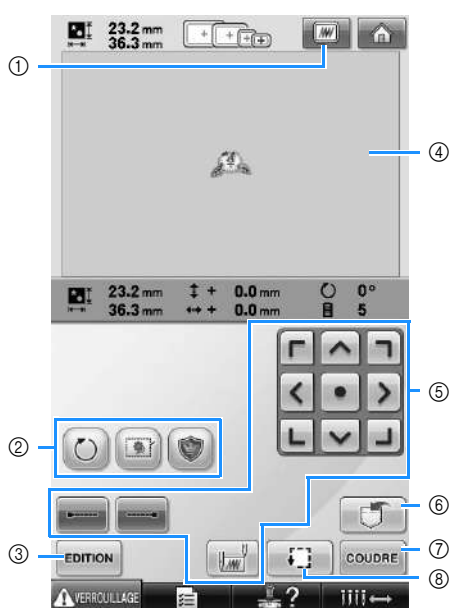 23.2 mm
36.3 mm
①
④
23.2 mm + 0.0 mm 0°
36.3 mm + 0.0 mm 5
⑤
②
⑥
③ EDITION COUDRE ⑦
⑧
VERROUILLAGE ?